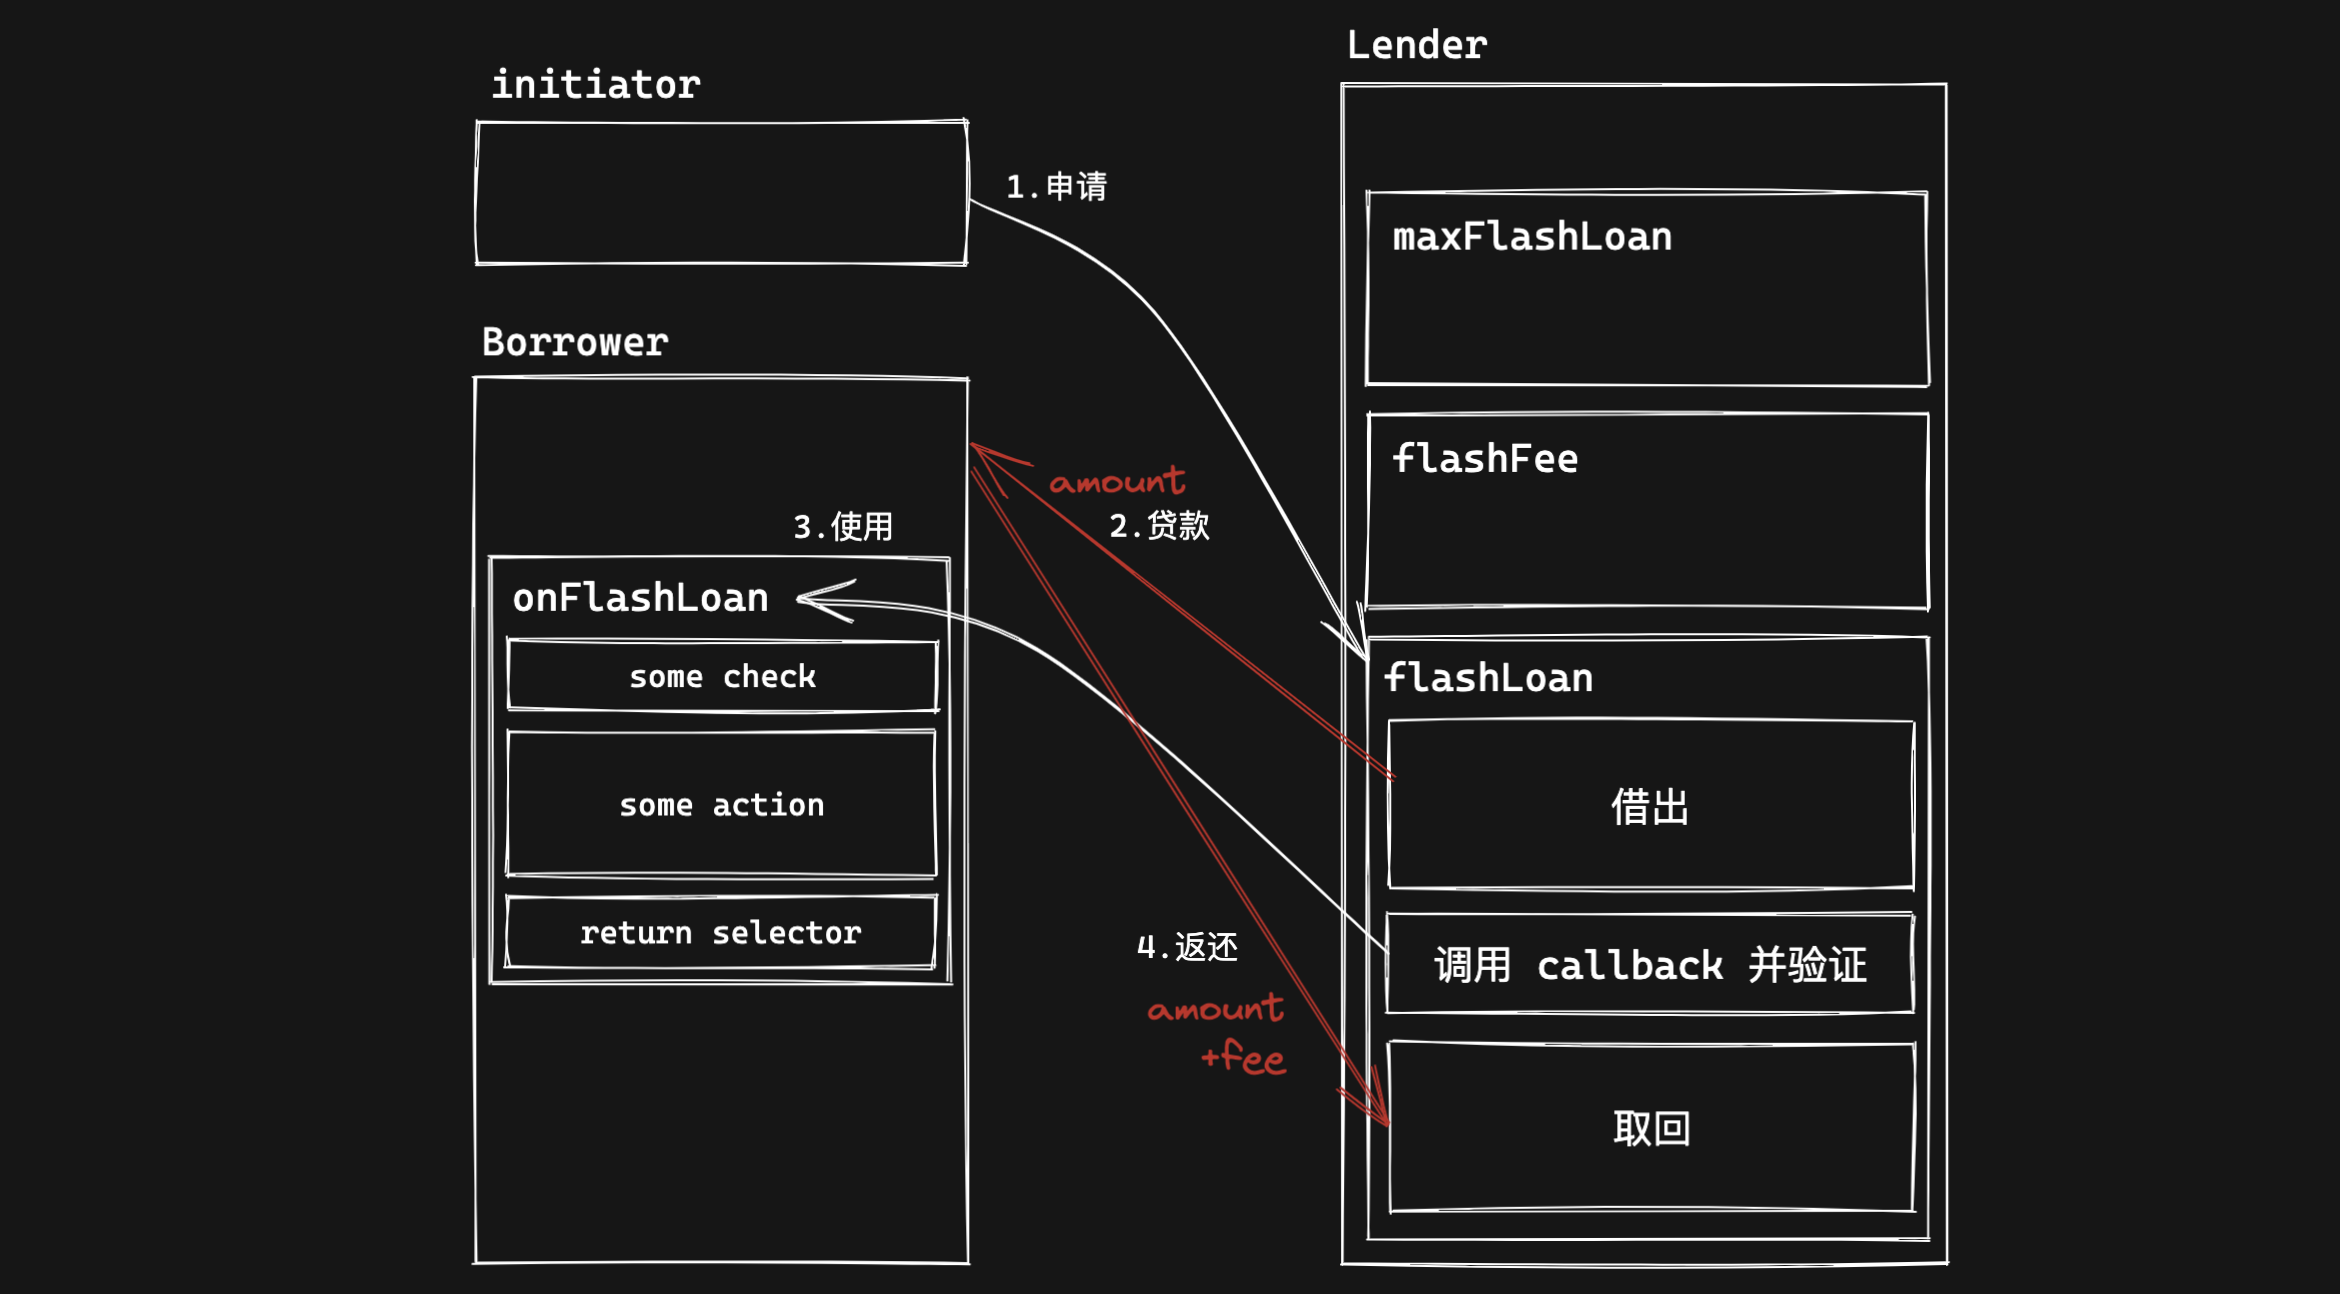 initiator
1.申请
Borrower
3.使用
onFlashLoan
some check
some action
return selector
amount
2.贷款
4.返还
amount
+fee
Lender
maxFlashLoan
flashFee
flashLoan
借出
调用 callback 并验证
取回